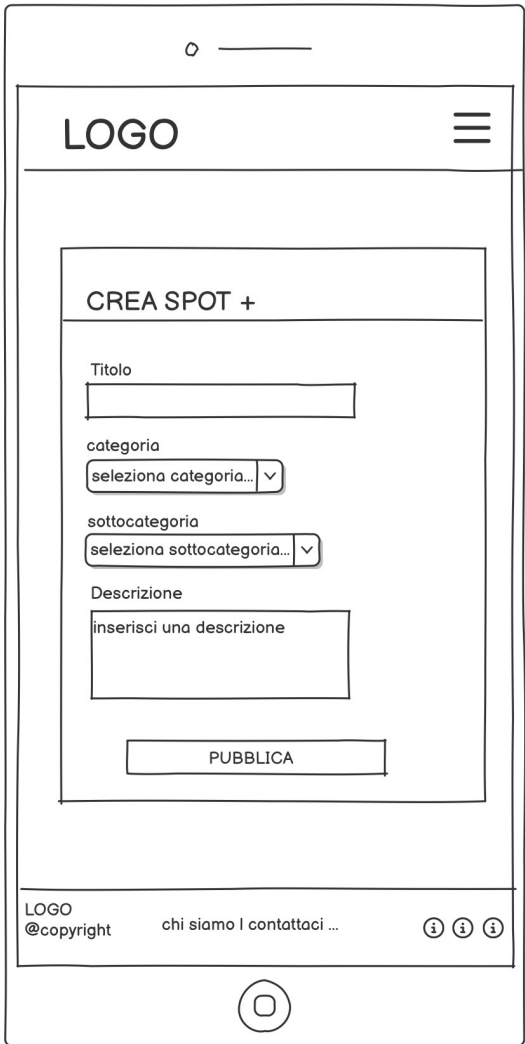 LOGO
CREA SPOT +
Titolo
categoria
seleziona categoria...
sottocategoria
seleziona sottocategoria...
Descrizione
inserisci una descrizione
PUBBLICA
LOGO
@copyright
chi siamo | contattaci ...
i i i